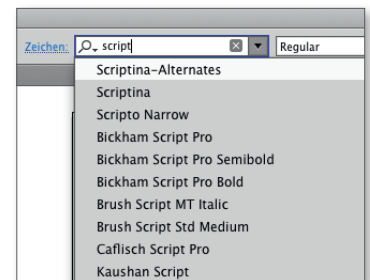 Zeichen: script Regular
Scriptina-Alternates
Scriptina
Scripto Narrow
Bickham Script Pro
Bickham Script Pro Semibold
Bickham Script Pro Bold
Brush Script MT Italic
Brush Script Std Medium
Caflisch Script Pro
Kaushan Script